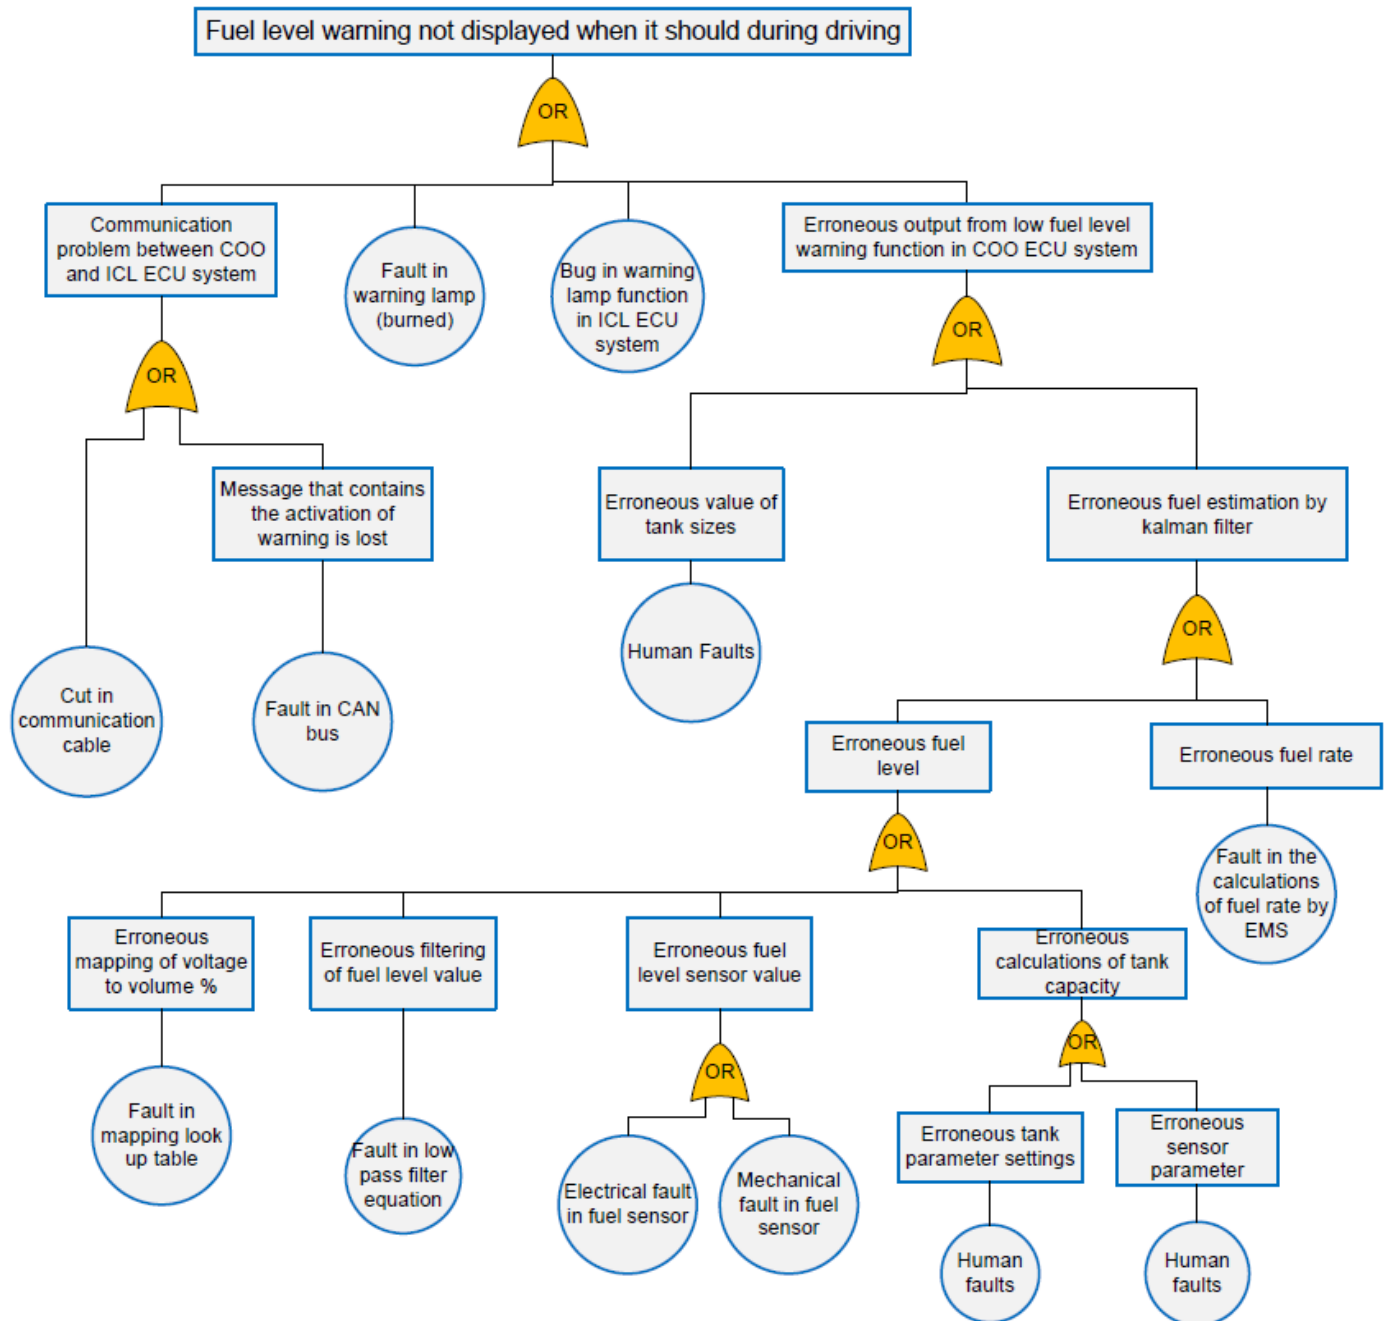 Fuel level warning not displayed when it should during driving
OR
Communication
problem between COO
and ICL ECU system
Fault in
warning lamp
(burned)
Bug in warning
lamp function
in ICL ECU
system
Erroneous output from low fuel level
warning function in COO ECU system
OR
OR
Message that contains
the activation of
warning is lost
Erroneous value of
tank sizes
Erroneous fuel estimation by
kalman filter
Cut in
communication
cable
Fault in CAN
bus
Human Faults
OR
Erroneous fuel
level
Erroneous fuel rate
OR
Fault in the
calculations
of fuel rate by
EMS
Erroneous
mapping of voltage
to volume %
Erroneous filtering
of fuel level value
Erroneous fuel
level sensor value
Erroneous
calculations of tank
capacity
OR
OR
Fault in
mapping look
up table
Fault in low
pass filter
equation
Electrical fault
in fuel sensor
Mechanical
fault in fuel
sensor
Erroneous tank
parameter settings
Erroneous
sensor
parameter
Human
faults
Human
faults